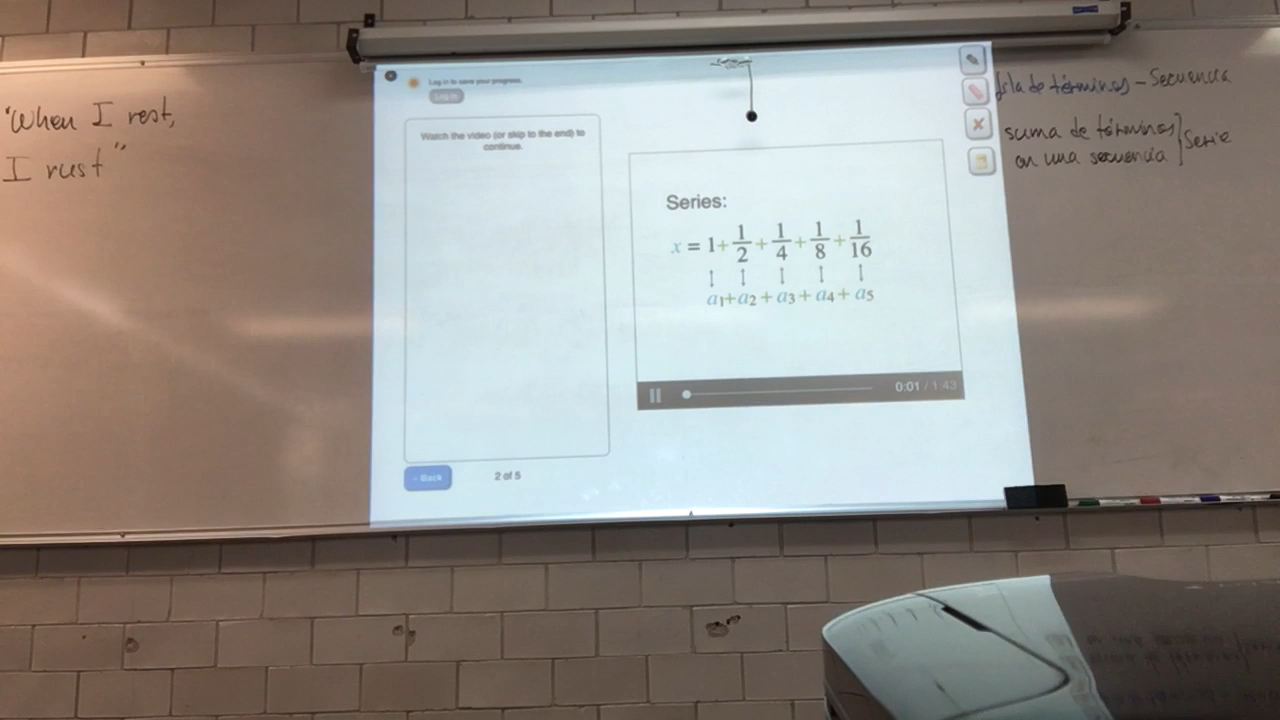 "When I rest,
I rust"
Log in to save your progress.
Log in
Watch the video (or skip to the end) to
continue.
Series:
x = 1 + 1/2 + 1/4 + 1/8 + 1/16
↑ ↑ ↑ ↑ ↑
a1 + a2 + a3 + a4 + a5
0:01 / 1:43
Back
2 of 5
de términos - Secuencia
suma de términos
en una secuencia
Serie